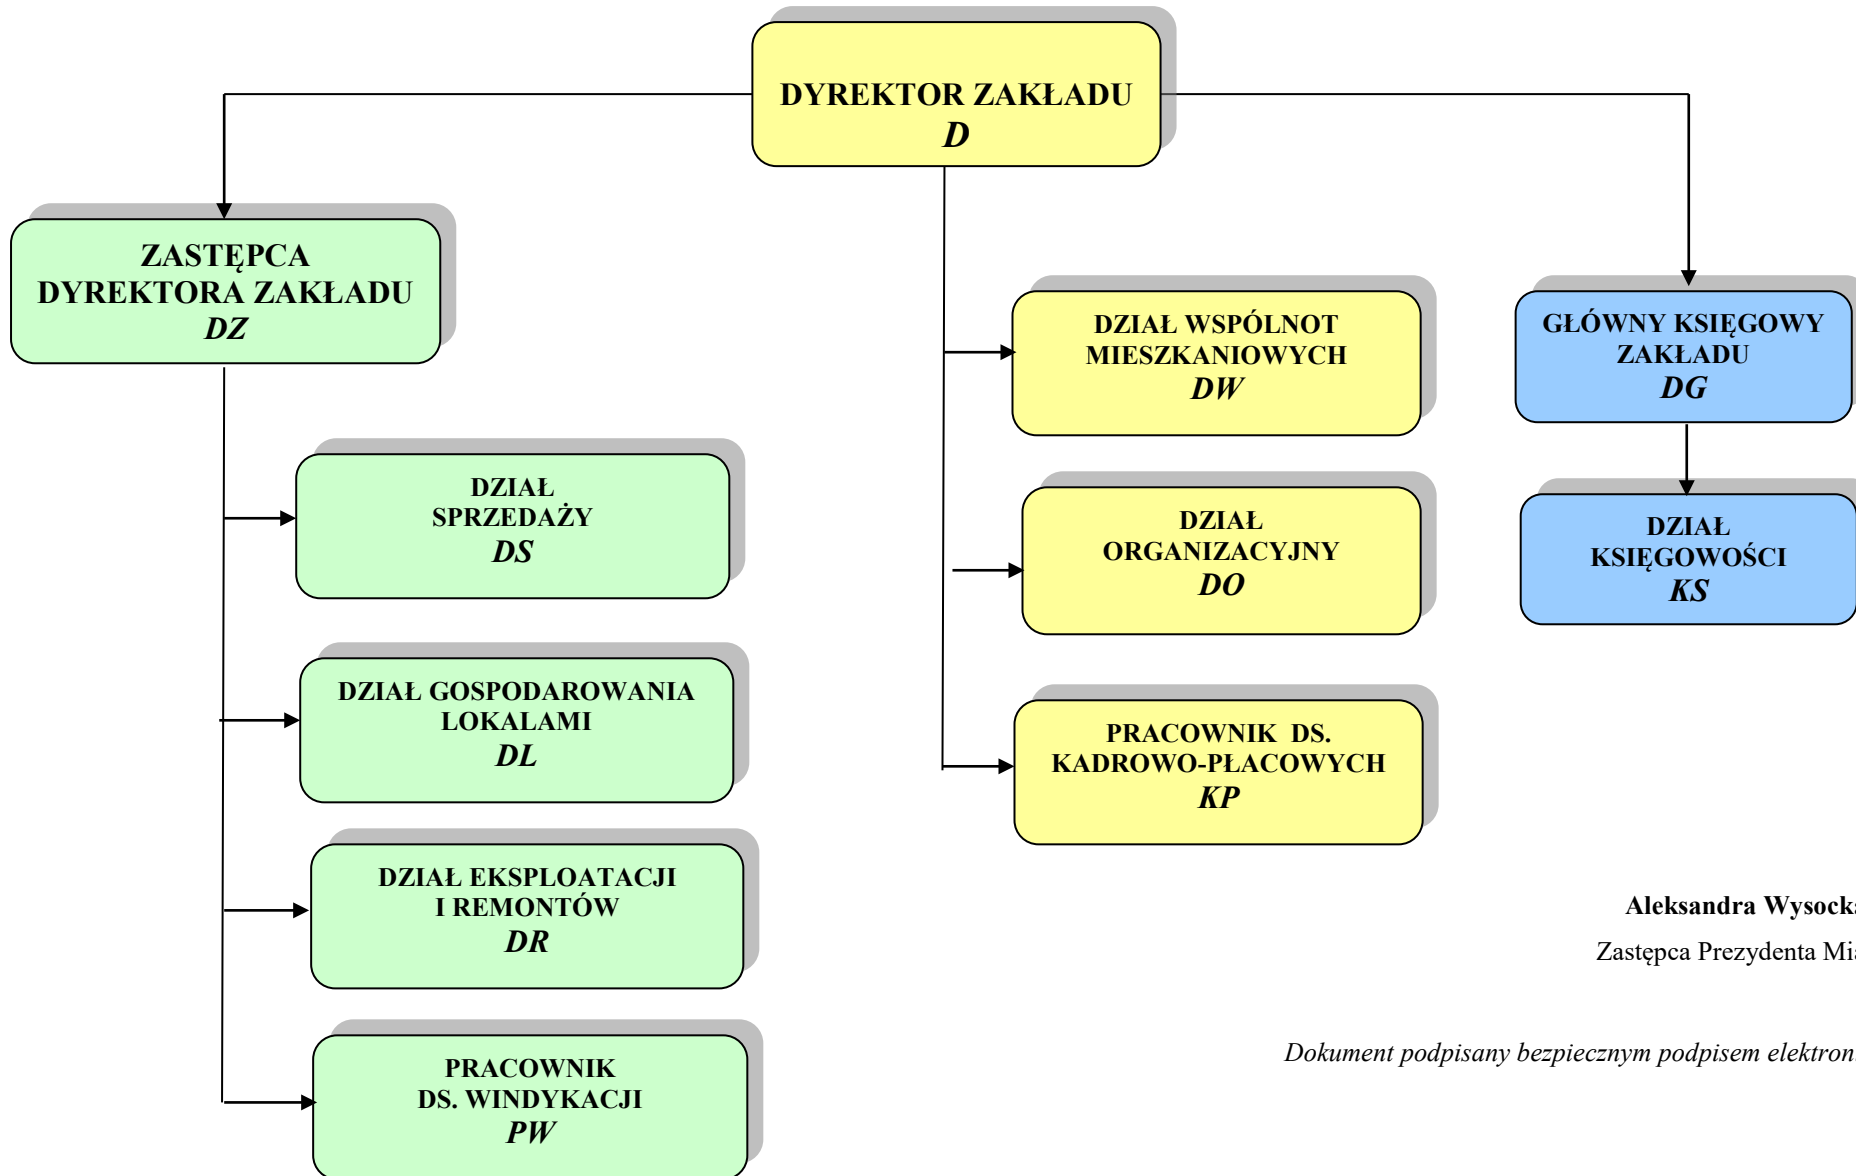 DYREKTOR ZAKŁADU
D
ZASTĘPCA
DYREKTORA ZAKŁADU
DZ
DZIAŁ
SPRZEDAŻY
DS
DZIAŁ GOSPODAROWANIA
LOKALAMI
DL
DZIAŁ EKSPLOATACJI
I REMONTÓW
DR
PRACOWNIK
DS. WINDYKACJI
PW
DZIAŁ WSPÓLNOT
MIESZKANIOWYCH
DW
DZIAŁ
ORGANIZACYJNY
DO
PRACOWNIK DS.
KADROWO-PŁACOWYCH
KP
GŁÓWNY KSIĘGOWY
ZAKŁADU
DG
DZIAŁ
KSIĘGOWOŚCI
KS
Aleksandra Wysocka
Zastępca Prezydenta
Dokument podpisany bezpiecznym podpisem